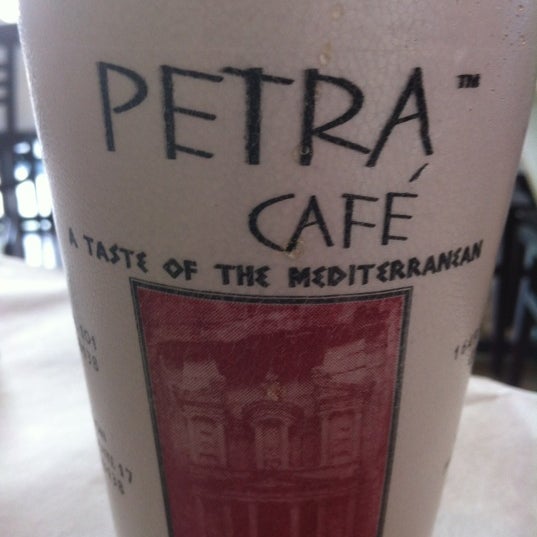 PETRA™
CAFÉ
A TASTE OF THE MEDITERRANEAN